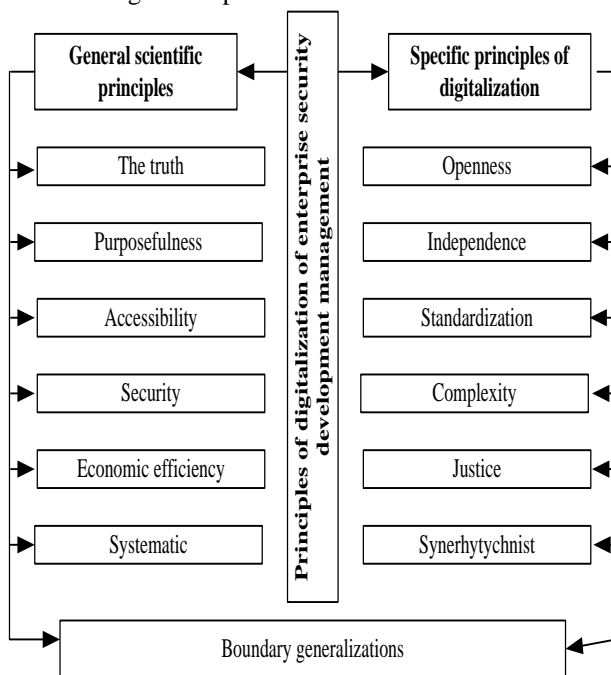 General scientific
principles
Specific principles of
digitalization
Principles of digitalization of enterprise security
development management
The truth
Openness
Purposefulness
Independence
Accessibility
Standardization
Security
Complexity
Economic efficiency
Justice
Systematic
Synerhytychnist
Boundary generalizations